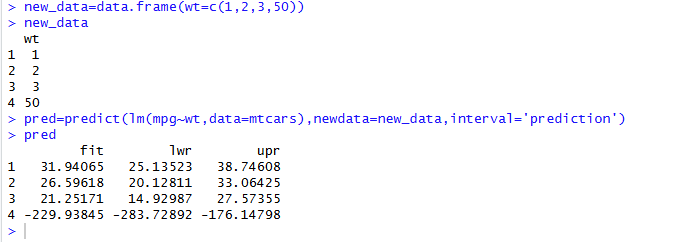 > new_data=data.frame(wt=c(1,2,3,50))
> new_data
  wt
1  1
2  2
3  3
4 50
> pred=predict(lm(mpg~wt,data=mtcars),newdata=new_data,interval='prediction')
> pred
         fit        lwr        upr
1   31.94065   25.13523   38.74608
2   26.59618   20.12811   33.06425
3   21.25171   14.92987   27.57355
4 -229.93845 -283.72892 -176.14798
>